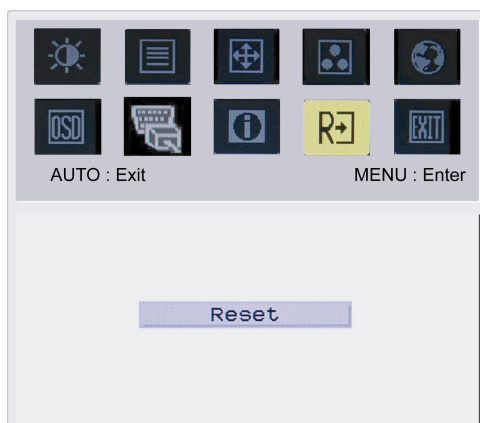 OSD
i
R
EXIT
AUTO : Exit
MENU : Enter
Reset